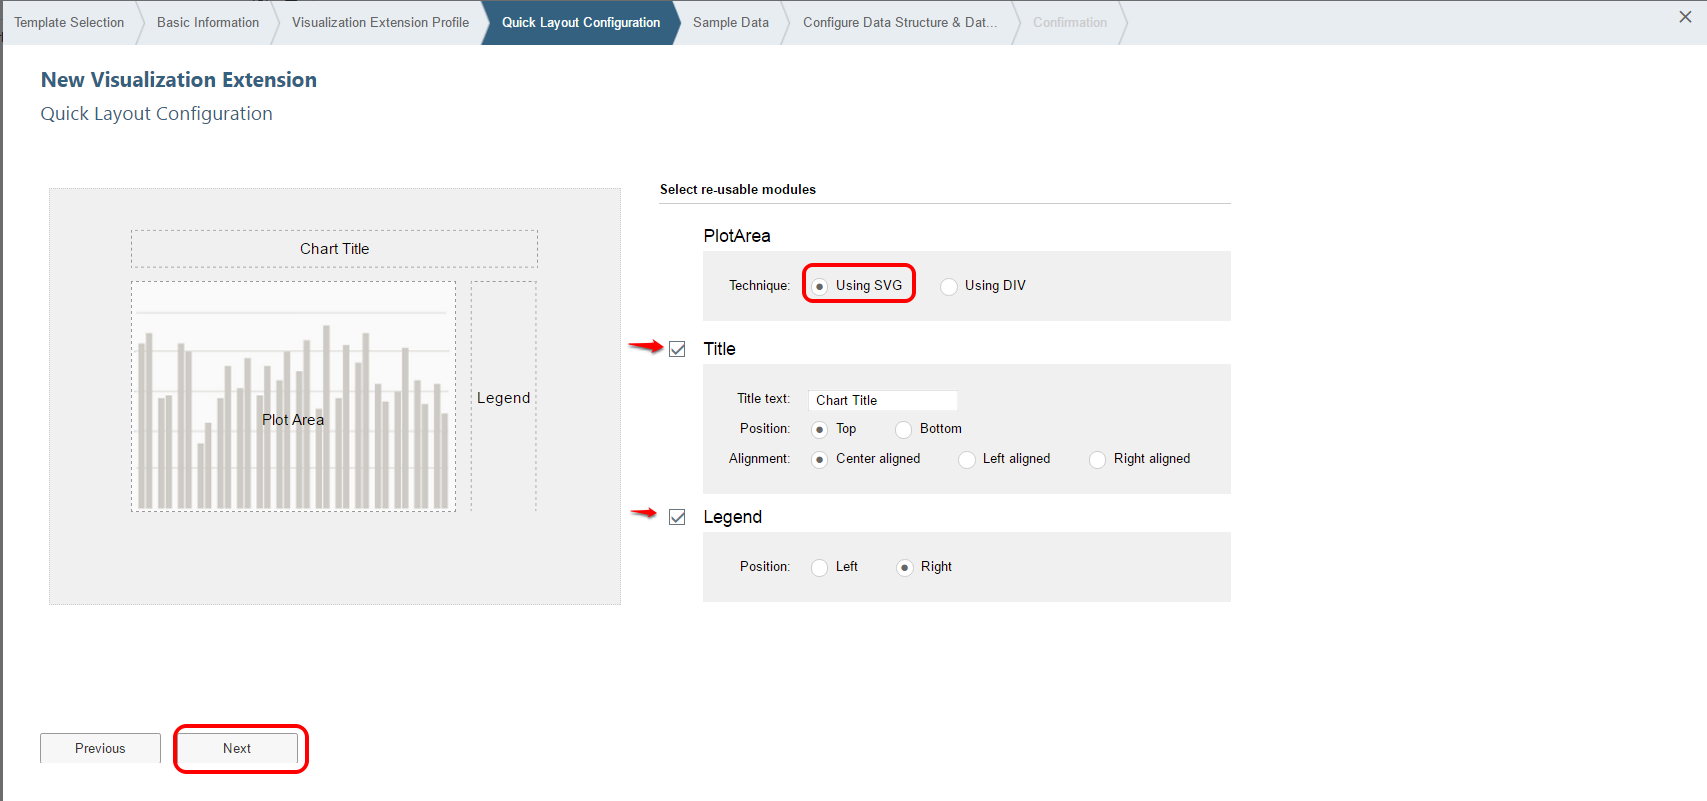 Template Selection Basic Information Visualization Extension Profile Quick Layout Configuration Sample Data Configure Data Structure & Dat... Confirmation
New Visualization Extension
Quick Layout Configuration
Chart Title
Plot Area
Legend
Select re-usable modules
PlotArea
Technique: Using SVG Using DIV
Title
Title text: Chart Title
Position: Top Bottom
Alignment: Center aligned Left aligned Right aligned
Legend
Position: Left Right
Previous Next